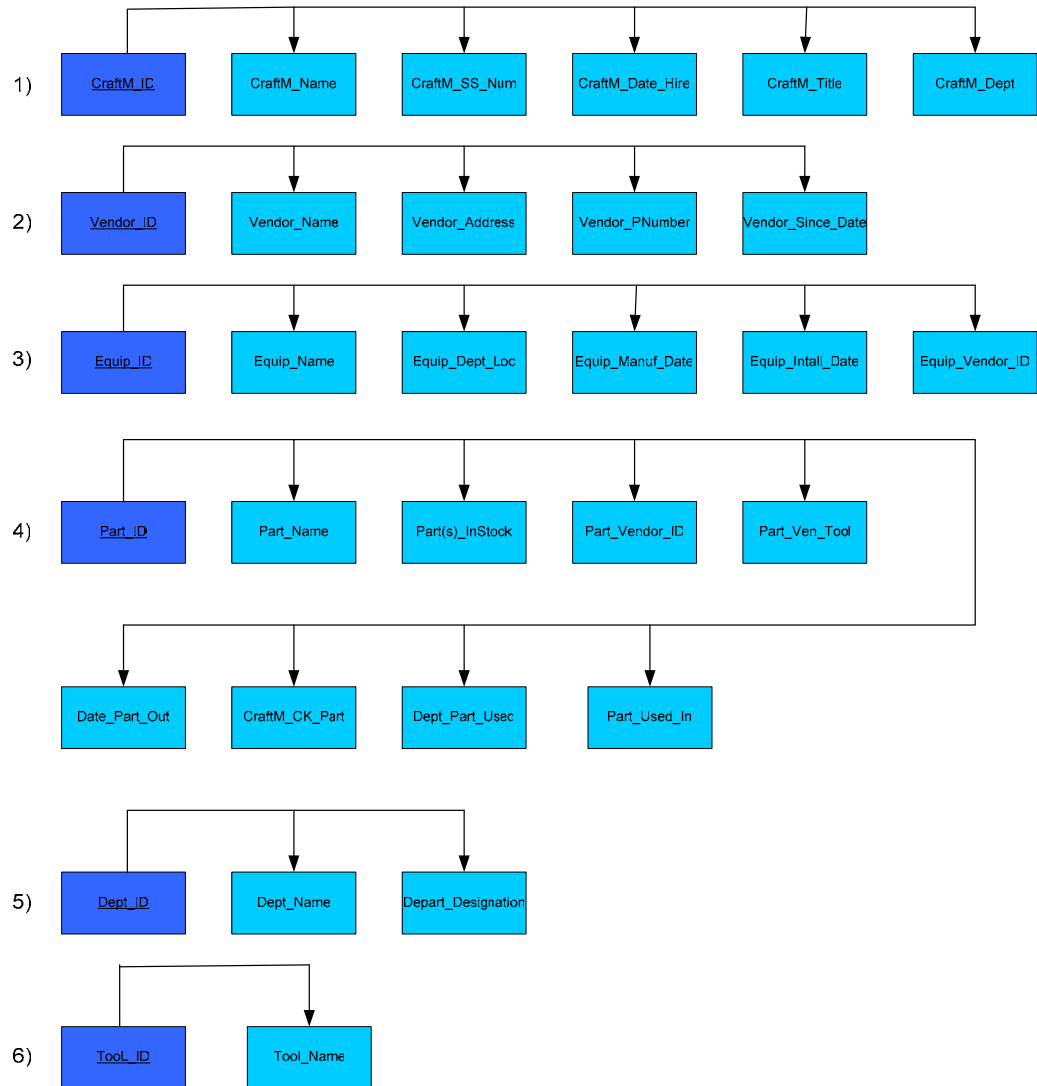 1) CraftM_ID CraftM_Name CraftM_SS_Num CraftM_Date_Hire CraftM_Title CraftM_Dept
2) Vendor_ID Vendor_Name Vendor_Address Vendor_PNumber Vendor_Since_Date
3) Equip_ID Equip_Name Equip_Dept_Loc Equip_Manuf_Date Equip_Intall_Date Equip_Vendor_ID
4) Part_ID Part_Name Part(s)_InStock Part_Vendor_ID Part_Ven_Tool
Date_Part_Out CraftM_CK_Part Dept_Part_Used Part_Used_In
5) Dept_ID Dept_Name Depart_Designation
6) TooL_ID Tool_Name